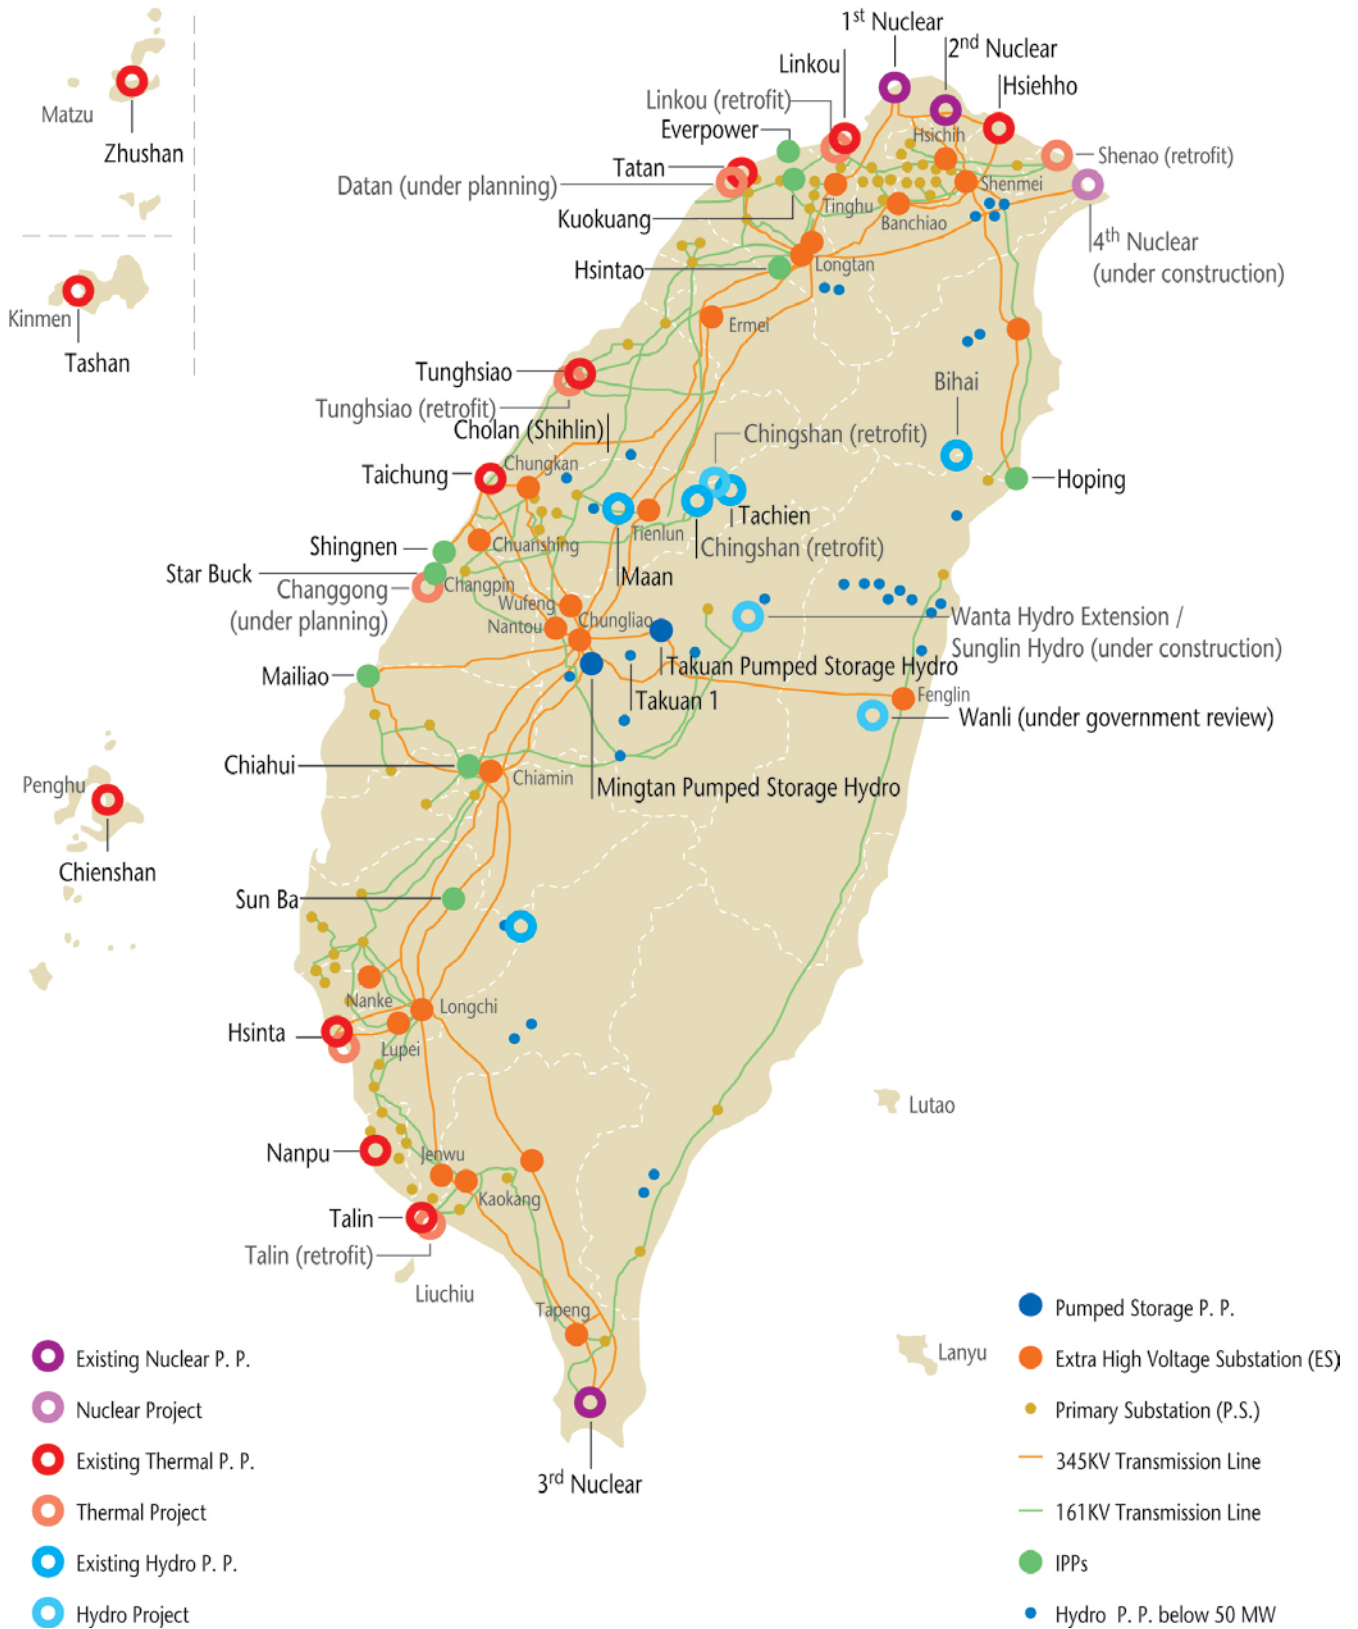 1st Nuclear
2nd Nuclear
Linkou
Hsiehho
Linkou (retrofit)
Everpower
Hsichih
Matzu
Zhushan
Tatan
Shenao (retrofit)
Datan (under planning)
Shenmei
Tinghu
Kuokuang
Banchiao
4th Nuclear
(under construction)
Hsintao
Longtan
Kinmen
Tashan
Ermei
Tunghsiao
Bihai
Tunghsiao (retrofit)
Cholan (Shihlin)
Chingshan (retrofit)
Taichung
Chungkan
Hoping
Tachien
Tienlun
Chingshan (retrofit)
Shingnen
Chuanshing
Star Buck
Changpin
Maan
Changgong
(under planning)
Wufeng
Nantou
Chungliao
Wanta Hydro Extension /
Sunglin Hydro (under construction)
Mailiao
Takuan Pumped Storage Hydro
Takuan 1
Fenglin
Wanli (under government review)
Chiahui
Chiamin
Mingtan Pumped Storage Hydro
Penghu
Chienshan
Sun Ba
Nanke
Longchi
Hsinta
Lupei
Lutao
Nanpu
Jenwu
Kaokang
Talin
Talin (retrofit)
Liuchiu
Tapeng
Lanyu
3rd Nuclear
Existing Nuclear P. P.
Nuclear Project
Existing Thermal P. P.
Thermal Project
Existing Hydro P. P.
Hydro Project
Pumped Storage P. P.
Extra High Voltage Substation (ES)
Primary Substation (P.S.)
345KV Transmission Line
161KV Transmission Line
IPPs
Hydro P. P. below 50 MW